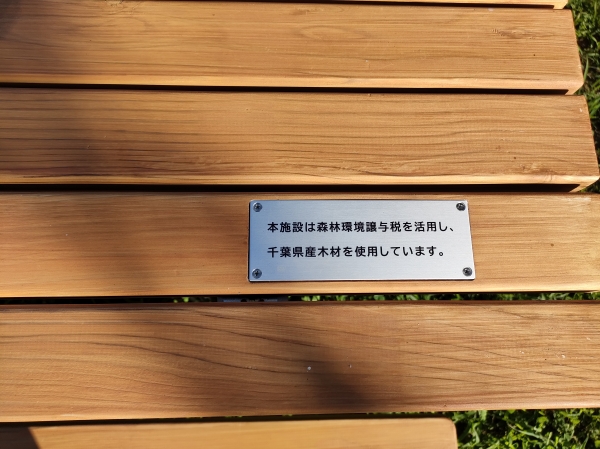 本施設は森林環境譲与税を活用し、
千葉県産木材を使用しています。